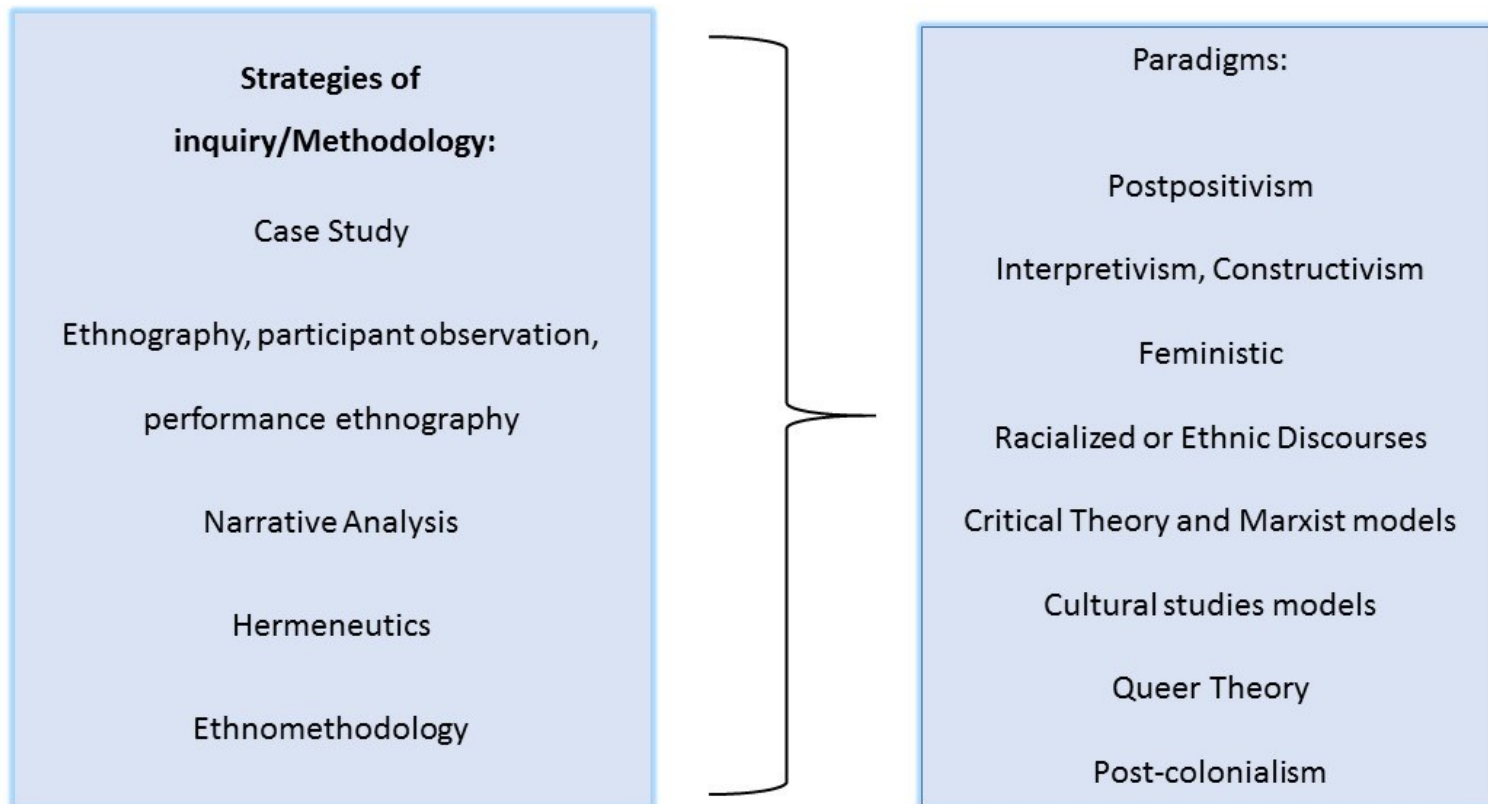 Strategies of
inquiry/Methodology:
Case Study
Ethnography, participant observation,
performance ethnography
Narrative Analysis
Hermeneutics
Ethnomethodology
Paradigms:
Postpositivism
Interpretivism, Constructivism
Feministic
Racialized or Ethnic Discourses
Critical Theory and Marxist models
Cultural studies models
Queer Theory
Post-colonialism